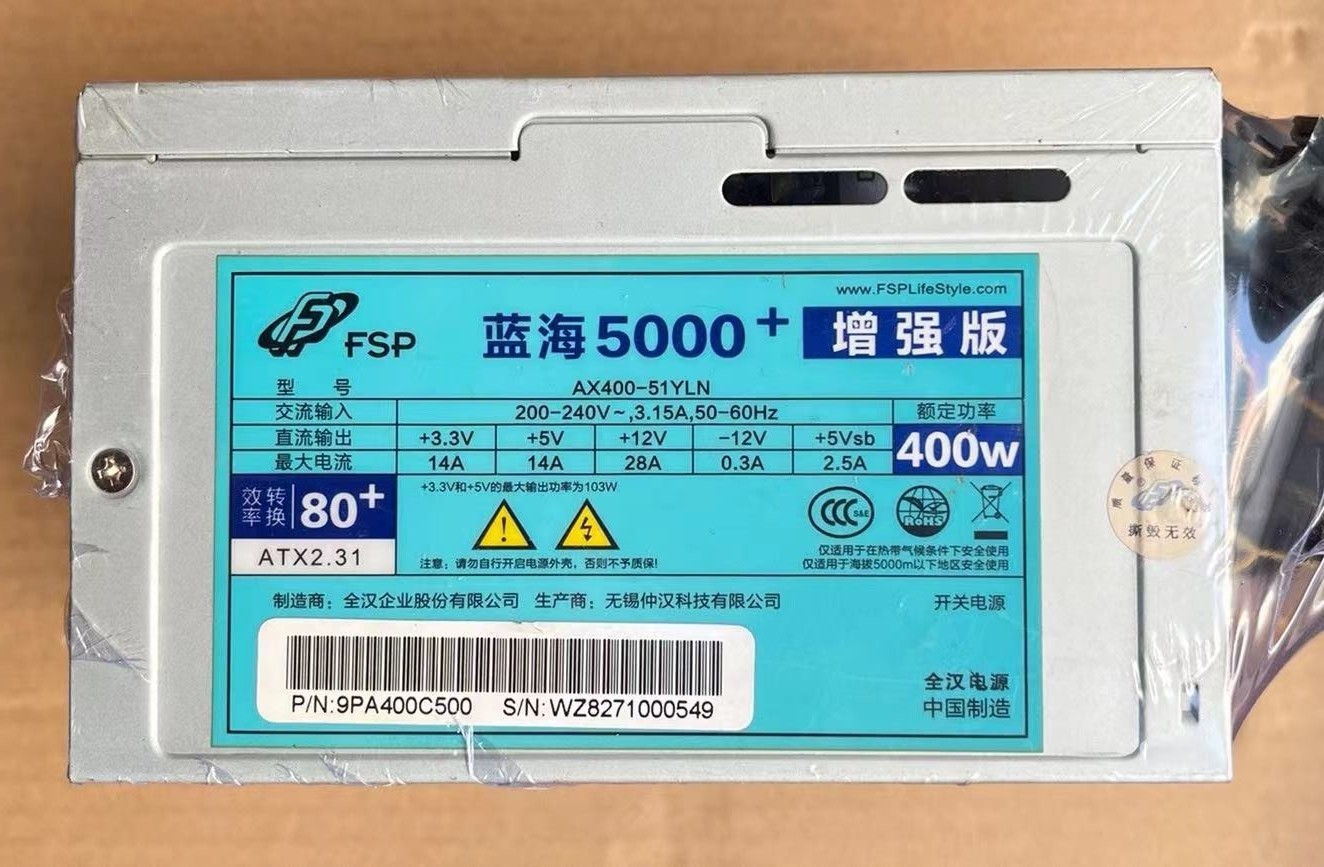 www.FSPLifeStyle.com
FSP
蓝海5000+ 增强版
型 号 AX400-51YLN
交流输入 200-240V~,3.15A,50-60Hz 额定功率
直流输出 +3.3V +5V +12V -12V +5Vsb 400w
最大电流 14A 14A 28A 0.3A 2.5A
效率转换 80+
+3.3V和+5V的最大输出功率为103W
CCC S&E
RoHS
ATX2.31
仅适用于在热带气候条件下安全使用
注意：请勿自行开启电源外壳，否则不予质保!
仅适用于海拔5000m以下地区安全使用
制造商：全汉企业股份有限公司 生产商：无锡仲汉科技有限公司 开关电源
P/N:9PA400C500 S/N:WZ8271000549
全汉电源
中国制造
质量保证
撕毁无效